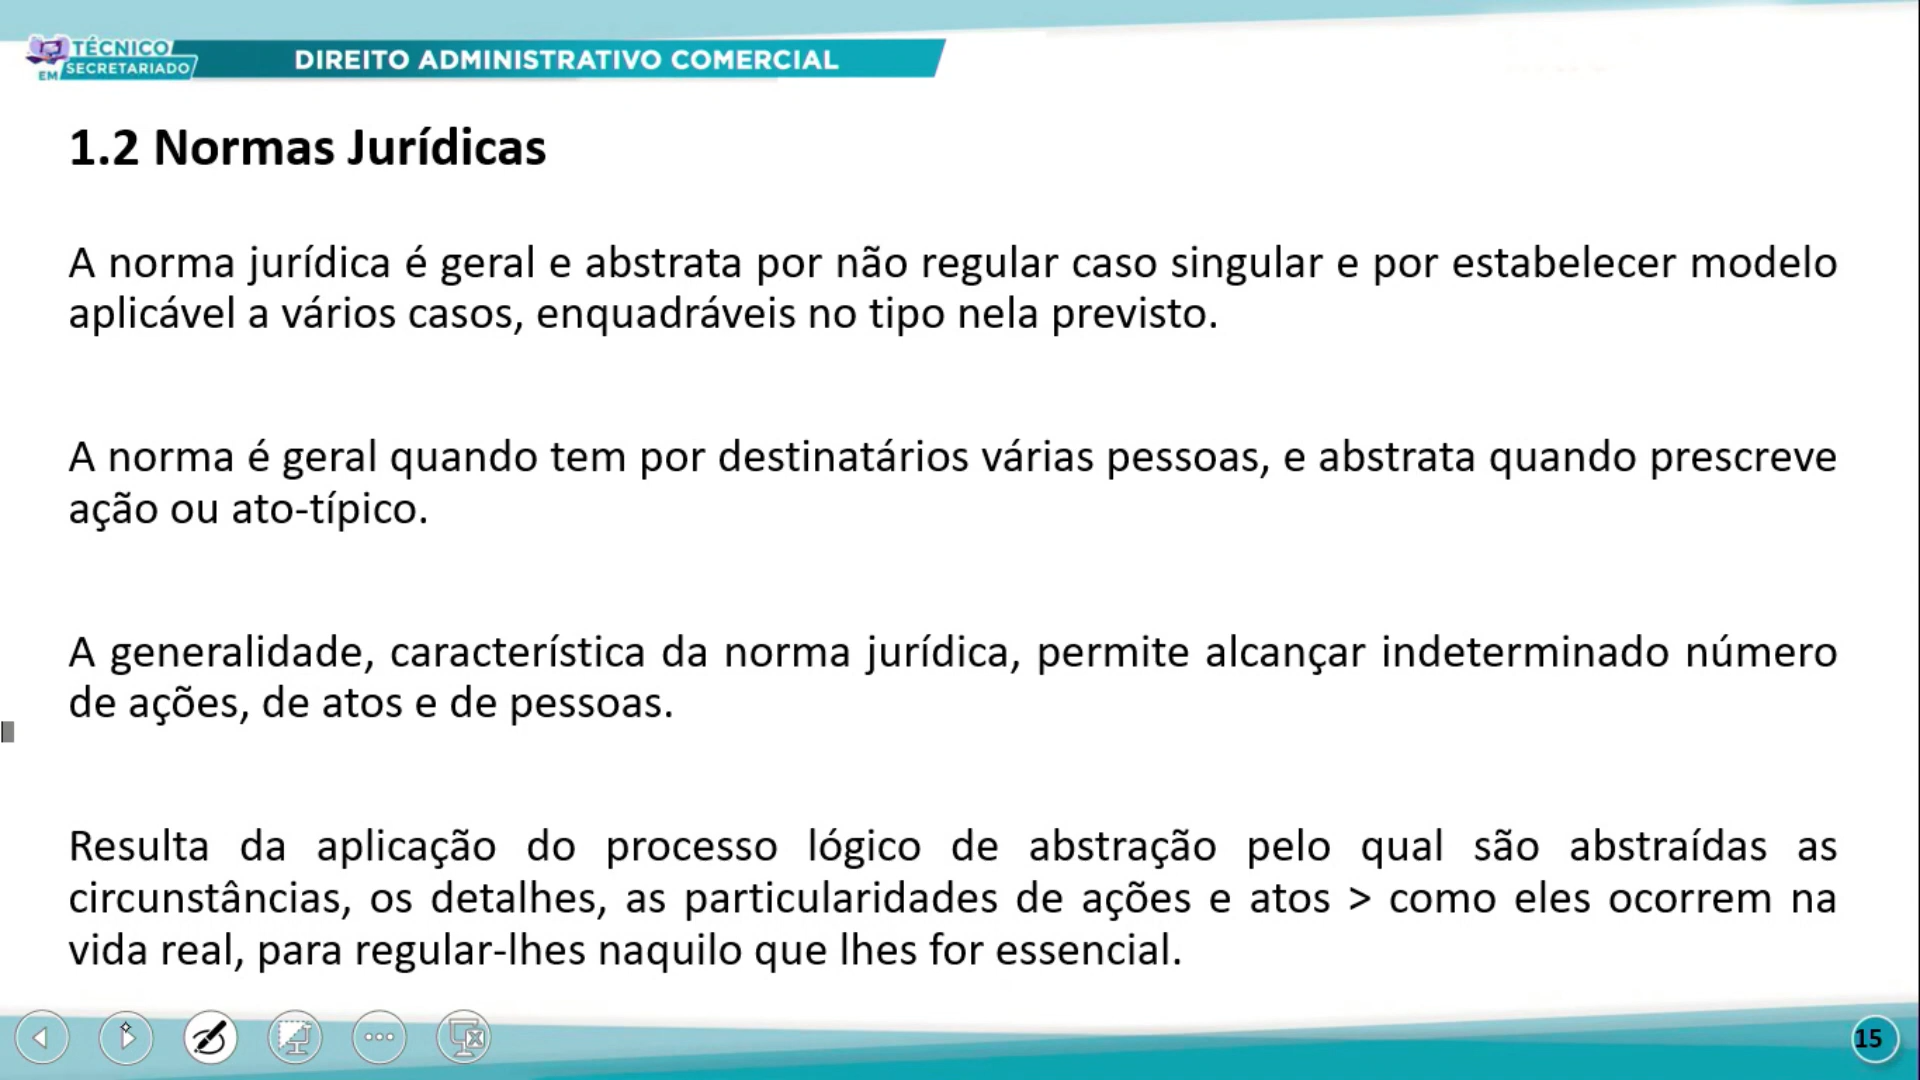 TÉCNICO
EM SECRETARIADO
DIREITO ADMINISTRATIVO COMERCIAL
1.2 Normas Jurídicas
A norma jurídica é geral e abstrata por não regular caso singular e por estabelecer modelo
aplicável a vários casos, enquadráveis no tipo nela previsto.
A norma é geral quando tem por destinatários várias pessoas, e abstrata quando prescreve
ação ou ato-típico.
A generalidade, característica da norma jurídica, permite alcançar indeterminado número
de ações, de atos e de pessoas.
Resulta da aplicação do processo lógico de abstração pelo qual são abstraídas as
circunstâncias, os detalhes, as particularidades de ações e atos > como eles ocorrem na
vida real, para regular-lhes naquilo que lhes for essencial.
15